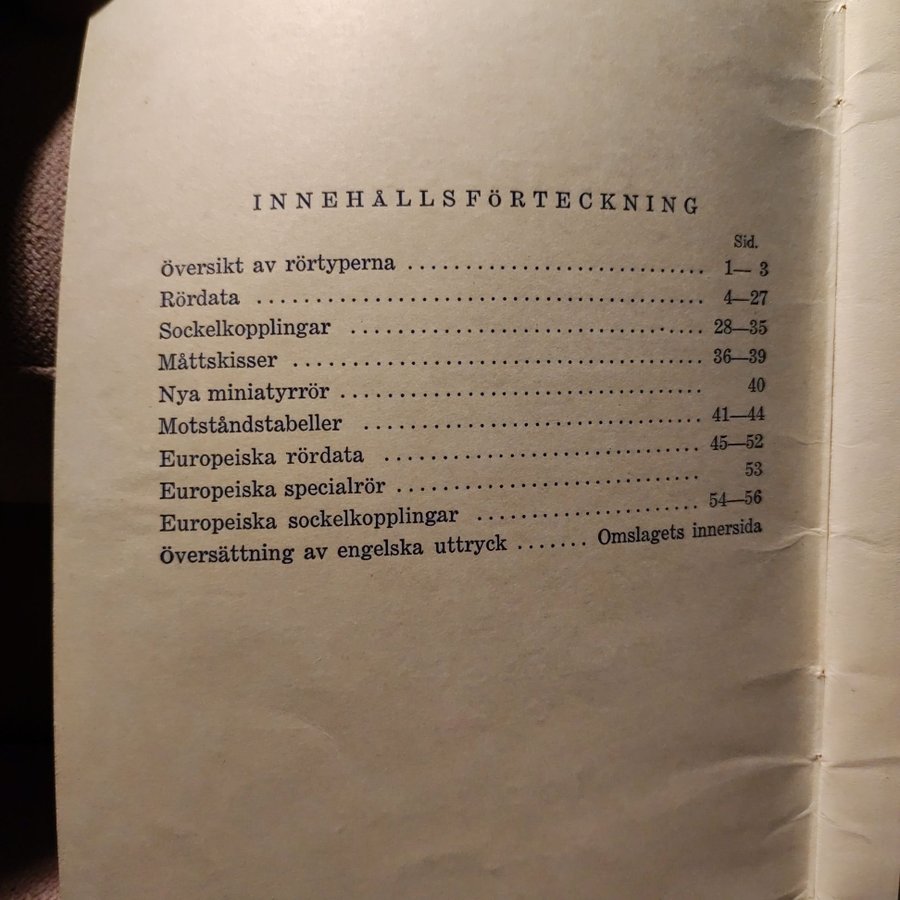 INNEHÅLLSFÖRTECKNING
Sid.
Översikt av rörtyperna .............................. 1— 3
Rördata ............................................. 4—27
Sockelkopplingar .................................... 28—35
Måttskisser ......................................... 36—39
Nya miniatyrrör ..................................... 40
Motståndstabeller ................................... 41—44
Europeiska rördata .................................. 45—52
Europeiska specialrör ............................... 53
Europeiska sockelkopplingar ......................... 54—56
Översättning av engelska uttryck ....... Omslagets innersida